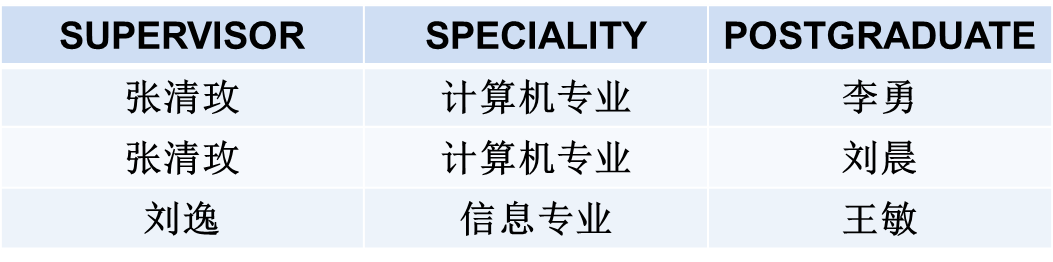 SUPERVISOR SPECIALITY POSTGRADUATE
张清玫 计算机专业 李勇
张清玫 计算机专业 刘晨
刘逸 信息专业 王敏